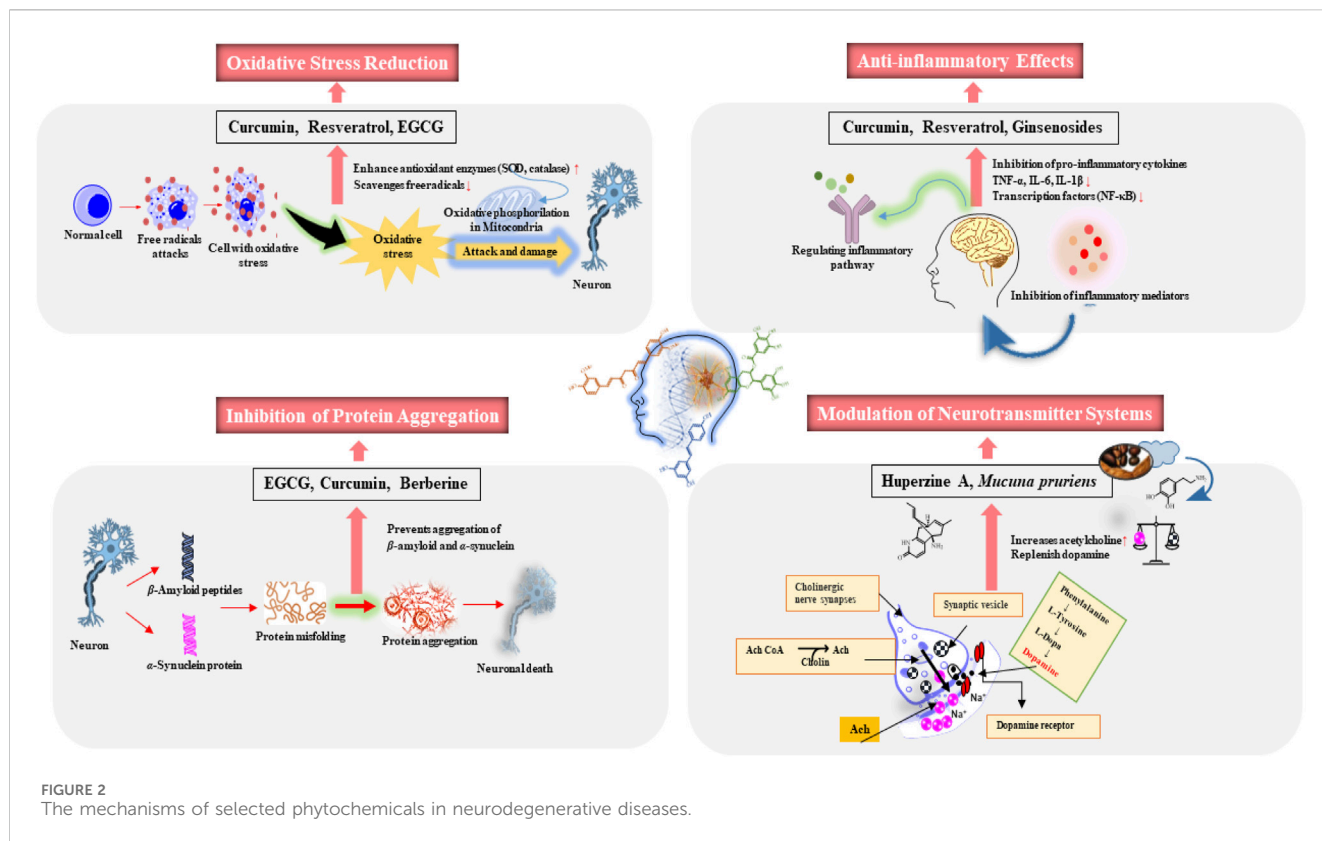 Oxidative Stress Reduction
Curcumin, Resveratrol, EGCG
Enhance antioxidant enzymes (SOD, catalase) ↑
Scavenges freeradicals ↓
Normal cell
Free radicals
attacks
Cell with oxidative
stress
Oxidative
stress
Oxidative phosphorilation
in Mitocondria
Attack and damage
Neuron
Anti-inflammatory Effects
Curcumin, Resveratrol, Ginsenosides
Inhibition of pro-inflammatory cytokines
TNF-α, IL-6, IL-1β ↓
Transcription factors (NF-κB) ↓
Regulating inflammatory
pathway
Inhibition of inflammatory mediators
Inhibition of Protein Aggregation
EGCG, Curcumin, Berberine
Prevents aggregation of
β-amyloid and α-synuclein
Neuron
β-Amyloid peptides
α-Synuclein protein
Protein misfolding
Protein aggregation
Neuronal death
Modulation of Neurotransmitter Systems
Huperzine A, Mucuna pruriens
HO
OH
NH₂
H
HN
O
NH₂
Increases acetylcholine ↑
Replenish dopamine
Cholinergic
nerve synapses
Synaptic vesicle
Ach CoA → Ach
Cholin
Phenylalanine
↓
L-Tyrosine
↓
L-Dopa
↓
Dopamine
Na⁺
Na⁺
Ach
Dopamine receptor
FIGURE 2
The mechanisms of selected phytochemicals in neurodegenerative diseases.